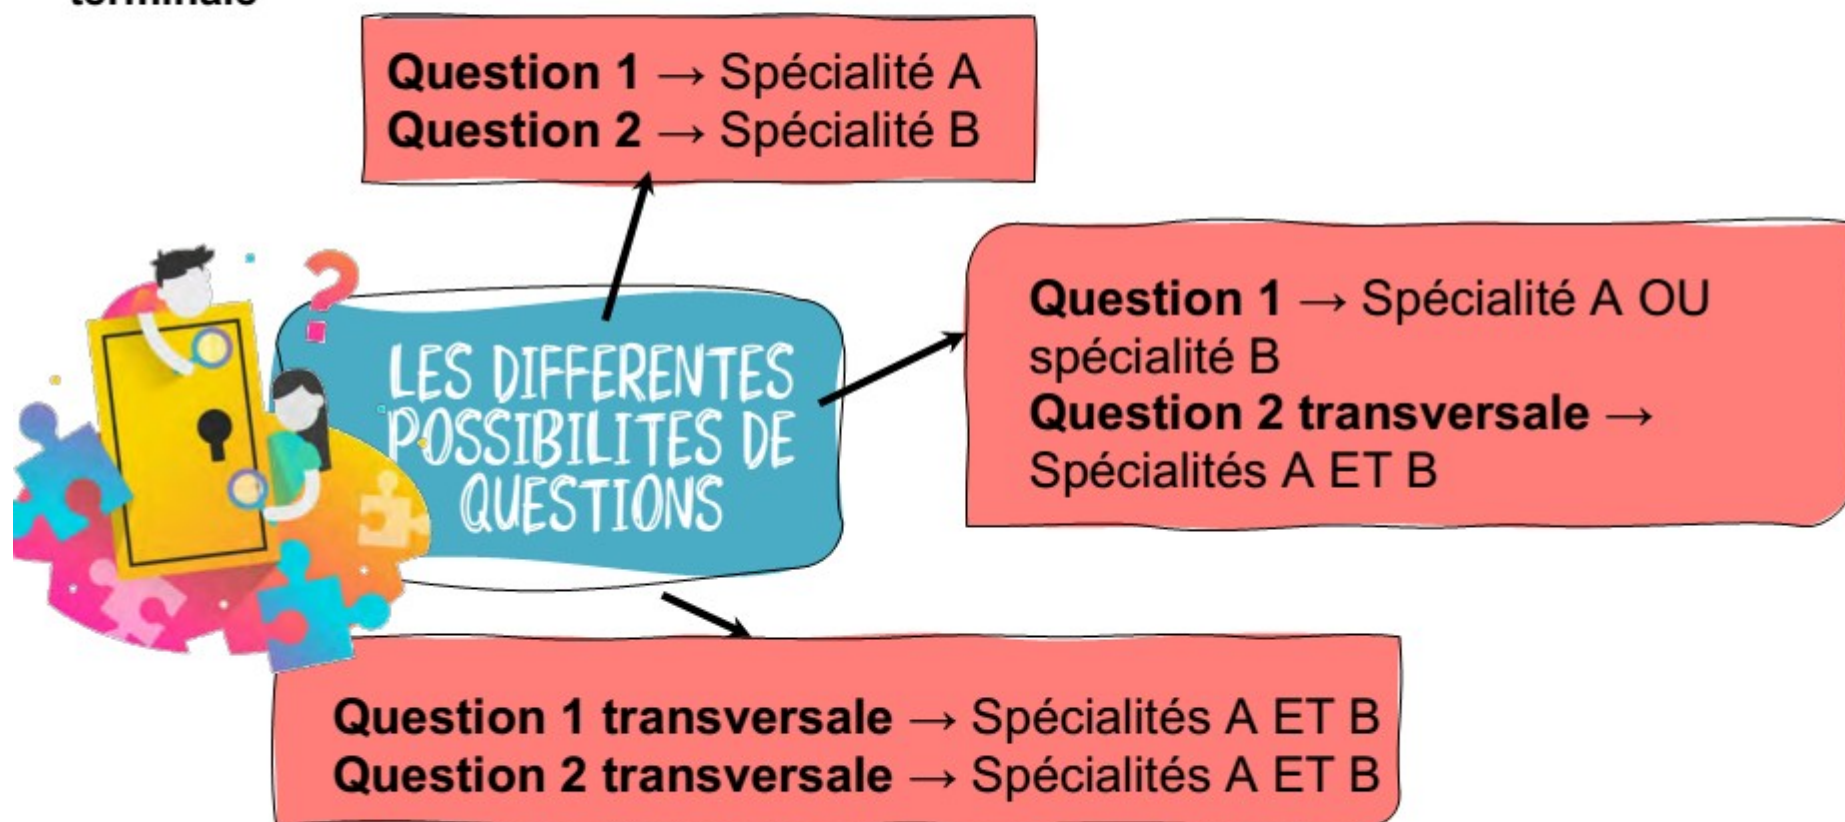 terminale
Question 1 → Spécialité A
Question 2 → Spécialité B
LES DIFFERENTES
POSSIBILITES DE
QUESTIONS
Question 1 → Spécialité A OU
spécialité B
Question 2 transversale →
Spécialités A ET B
Question 1 transversale → Spécialités A ET B
Question 2 transversale → Spécialités A ET B